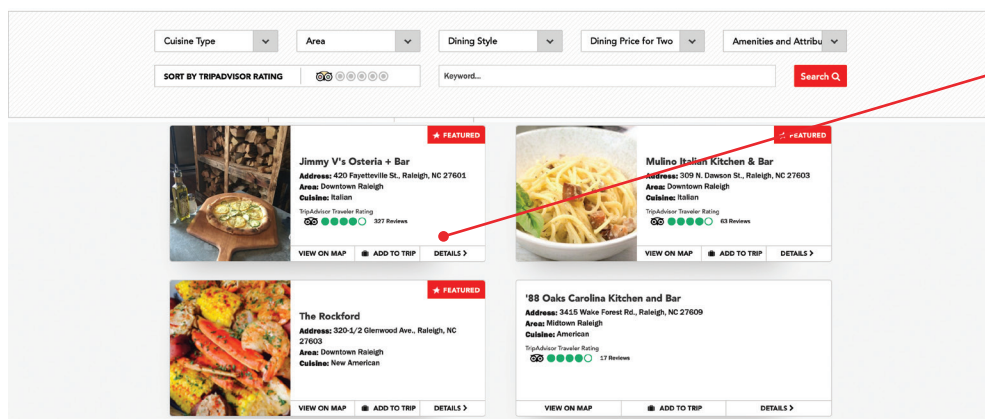 Cuisine Type
Area
Dining Style
Dining Price for Two
Amenities and Attribu
SORT BY TRIPADVISOR RATING
Keyword...
Search
FEATURED
Jimmy V's Osteria + Bar
Address: 420 Fayetteville St., Raleigh, NC 27601
Area: Downtown Raleigh
Cuisine: Italian
TripAdvisor Traveler Rating
327 Reviews
VIEW ON MAP
ADD TO TRIP
DETAILS >
FEATURED
Mulino Italian Kitchen & Bar
Address: 309 N. Dawson St., Raleigh, NC 27603
Area: Downtown Raleigh
Cuisine: Italian
TripAdvisor Traveler Rating
63 Reviews
VIEW ON MAP
ADD TO TRIP
DETAILS >
FEATURED
The Rockford
Address: 320-1/2 Glenwood Ave., Raleigh, NC
27603
Area: Downtown Raleigh
Cuisine: New American
VIEW ON MAP
ADD TO TRIP
DETAILS >
'88 Oaks Carolina Kitchen and Bar
Address: 3415 Wake Forest Rd., Raleigh, NC 27609
Area: Midtown Raleigh
Cuisine: American
TripAdvisor Traveler Rating
17 Reviews
VIEW ON MAP
ADD TO TRIP
DETAILS >